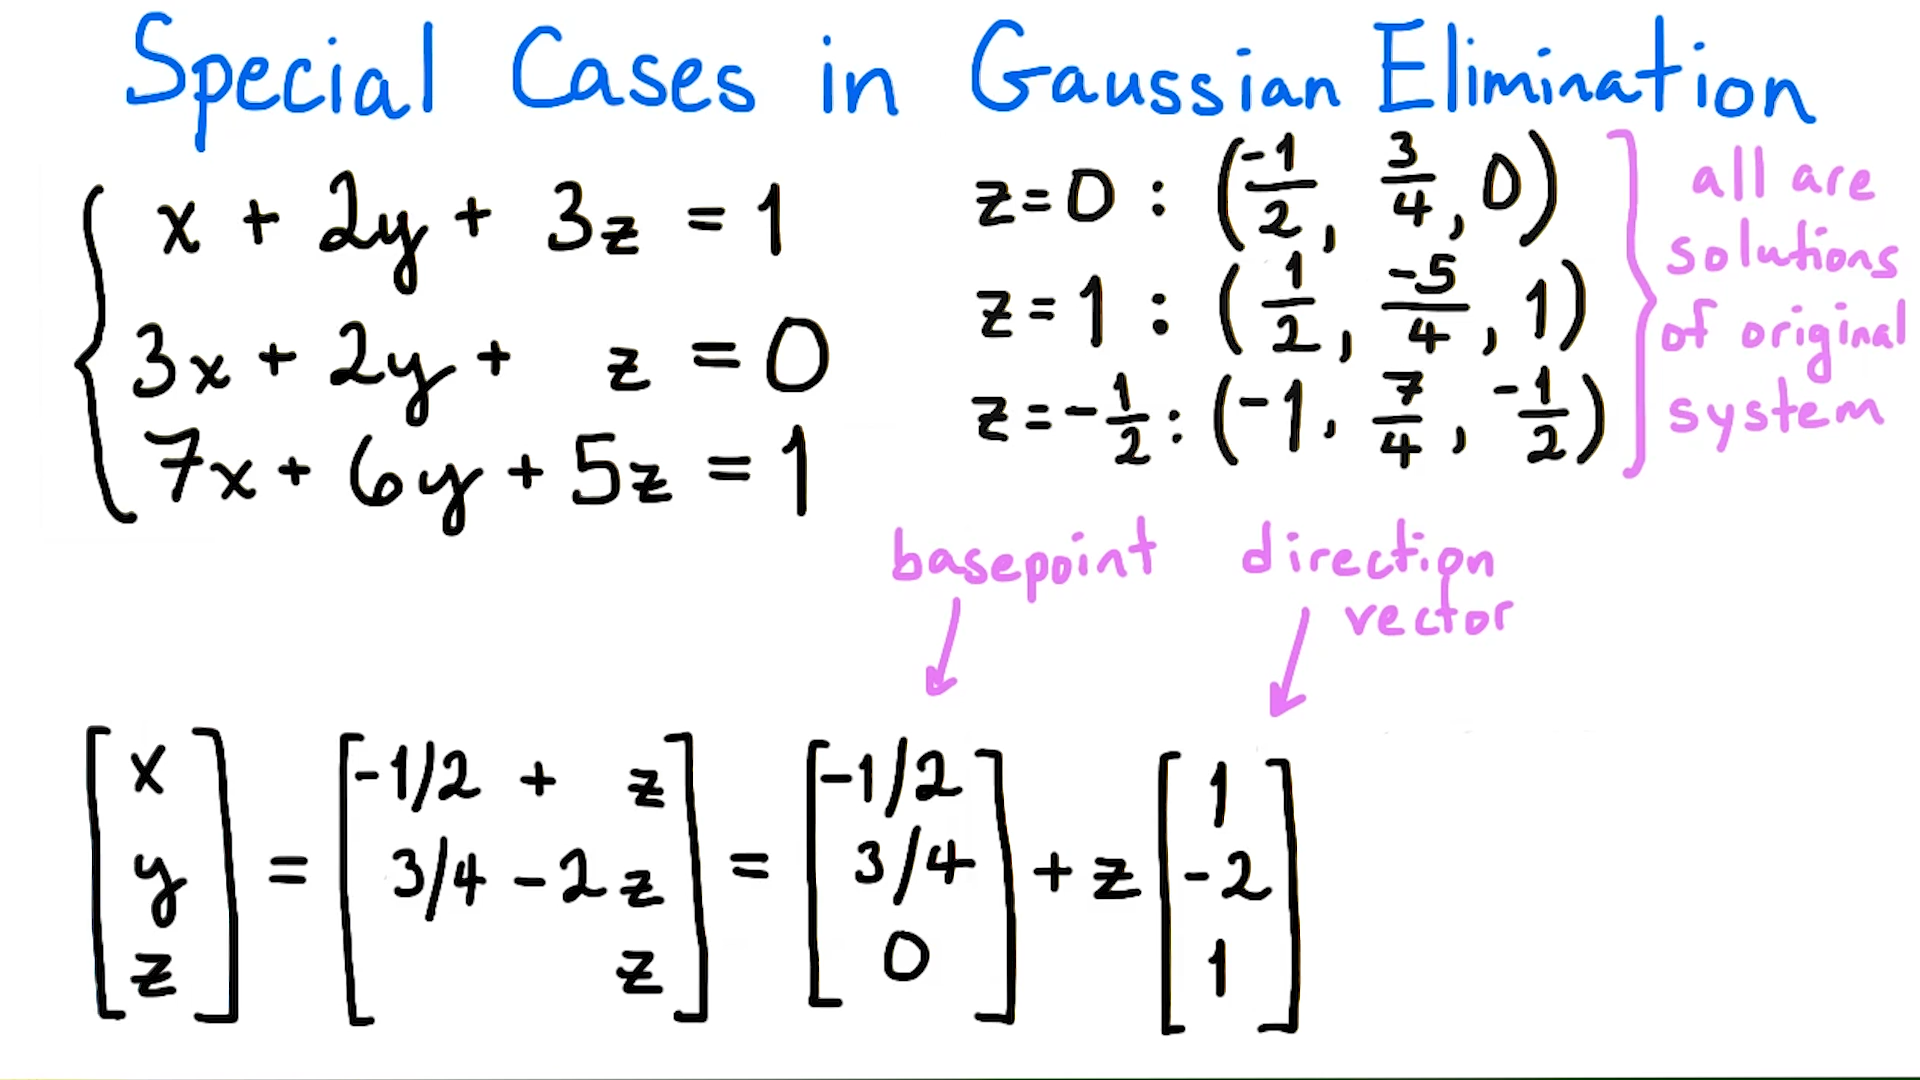 Special Cases in Gaussian Elimination
x + 2y + 3z = 1
3x + 2y + z = 0
7x + 6y + 5z = 1
z = 0 : (-1/2, 3/4, 0)
z = 1 : (1/2, -5/4, 1)
z = -1/2 : (-1, 7/4, -1/2)
all are
solutions
of original
system
basepoint
direction
vector
[x y z] = [-1/2 + z, 3/4 - 2z, z] = [-1/2, 3/4, 0] + z [1, -2, 1]